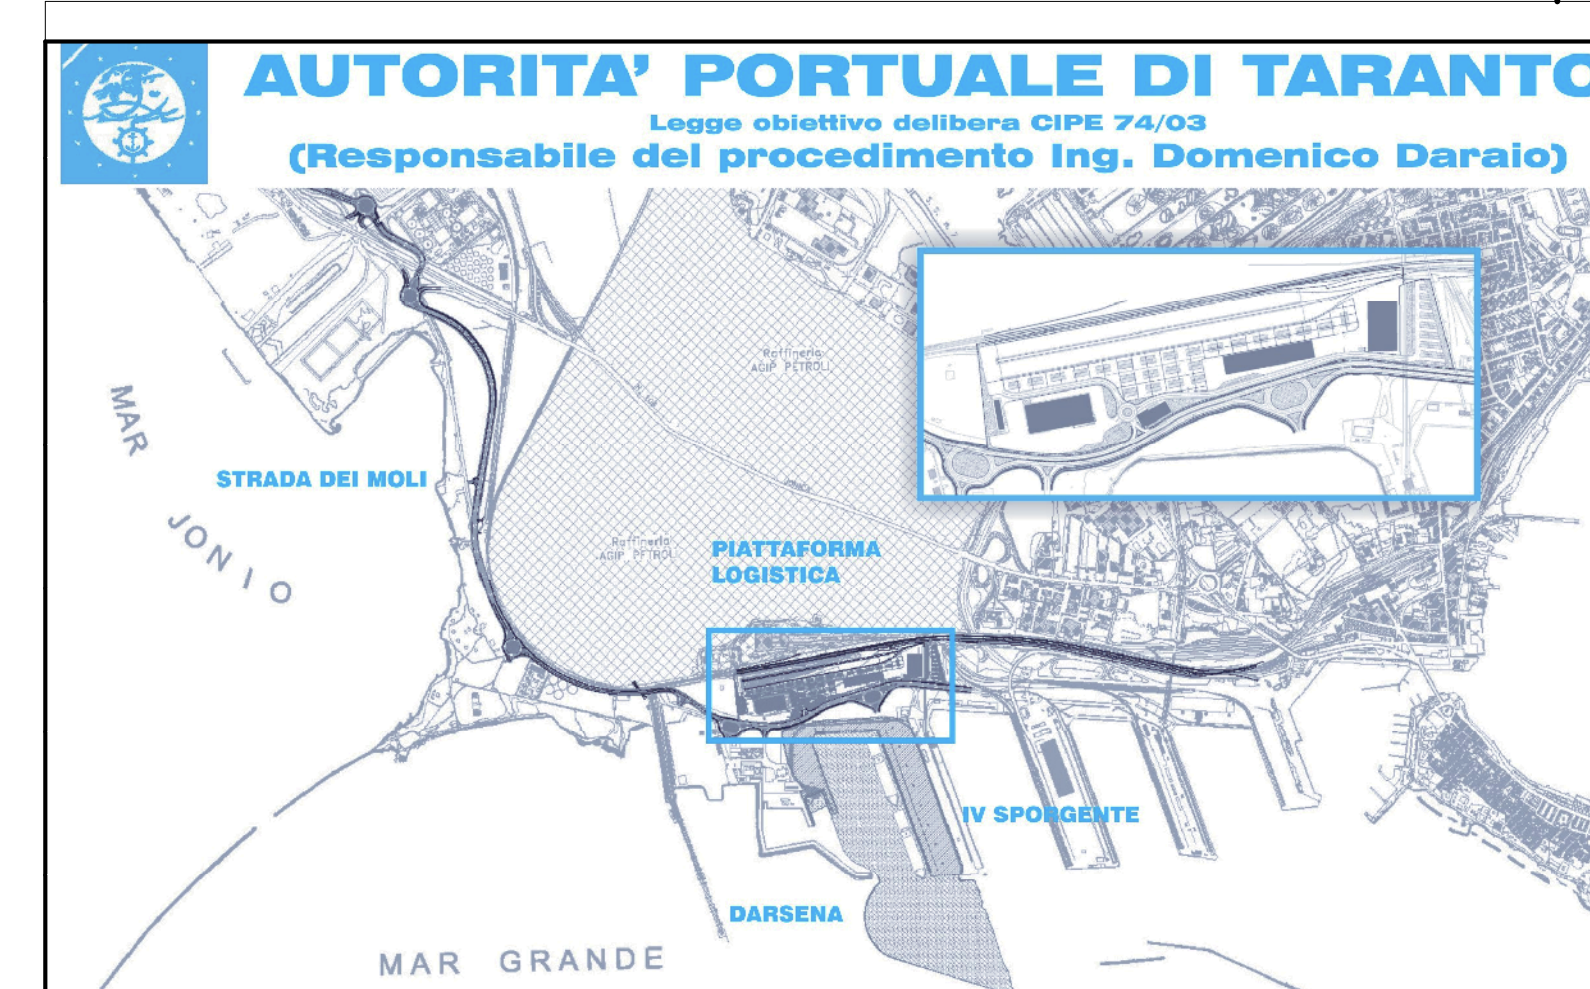 AUTORITA' PORTUALE DI TARANTO
Legge obiettivo delibera CIPE 74/03
(Responsabile del procedimento Ing. Domenico Daraio)
Raffineria
AGIP PETROLI
MAR
JONIO
STRADA DEI MOLI
Raffineria
AGIP PETROLI
PIATTAFORMA
LOGISTICA
IV SPORGENTE
DARSENA
MAR GRANDE